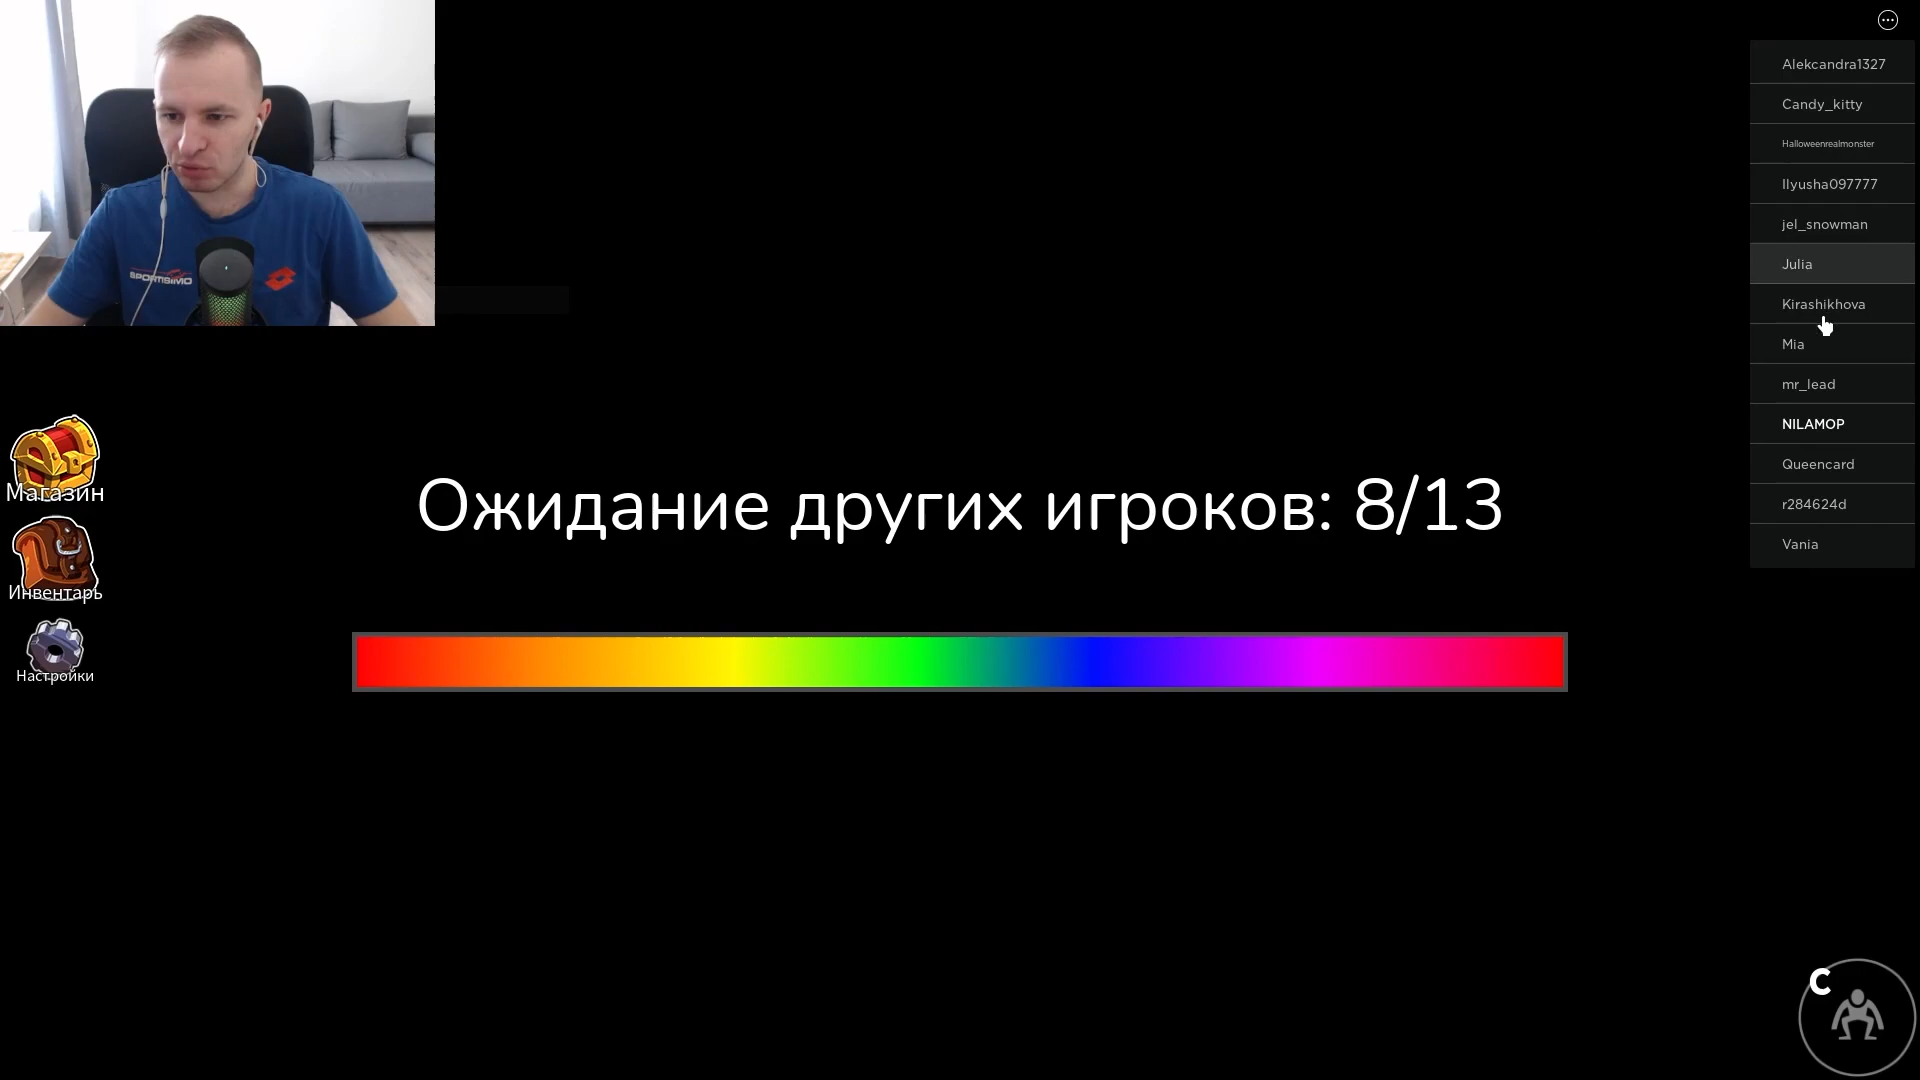 Alekcandra1327
Candy_kitty
Halloweenrealmonster
Ilyusha097777
jel_snowman
Julia
Kirashikhova
Mia
mr_lead
NILAMOP
Queencard
r284624d
Vania
SPORTISIMO
Магазин
Инвентарь
Настройки
Ожидание других игроков: 8/13
C